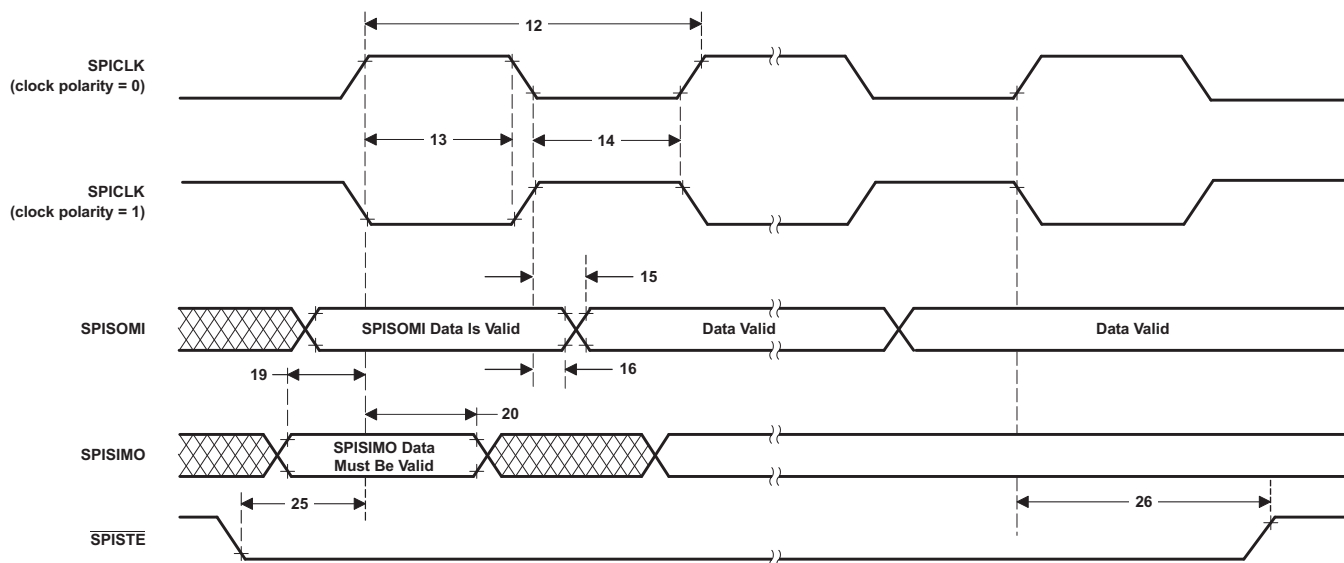 12
SPICLK
(clock polarity = 0)
13
14
SPICLK
(clock polarity = 1)
15
SPISOMI
SPISOMI Data Is Valid
Data Valid
Data Valid
19
16
20
SPISIMO
SPISIMO Data
Must Be Valid
25
26
SPISTE